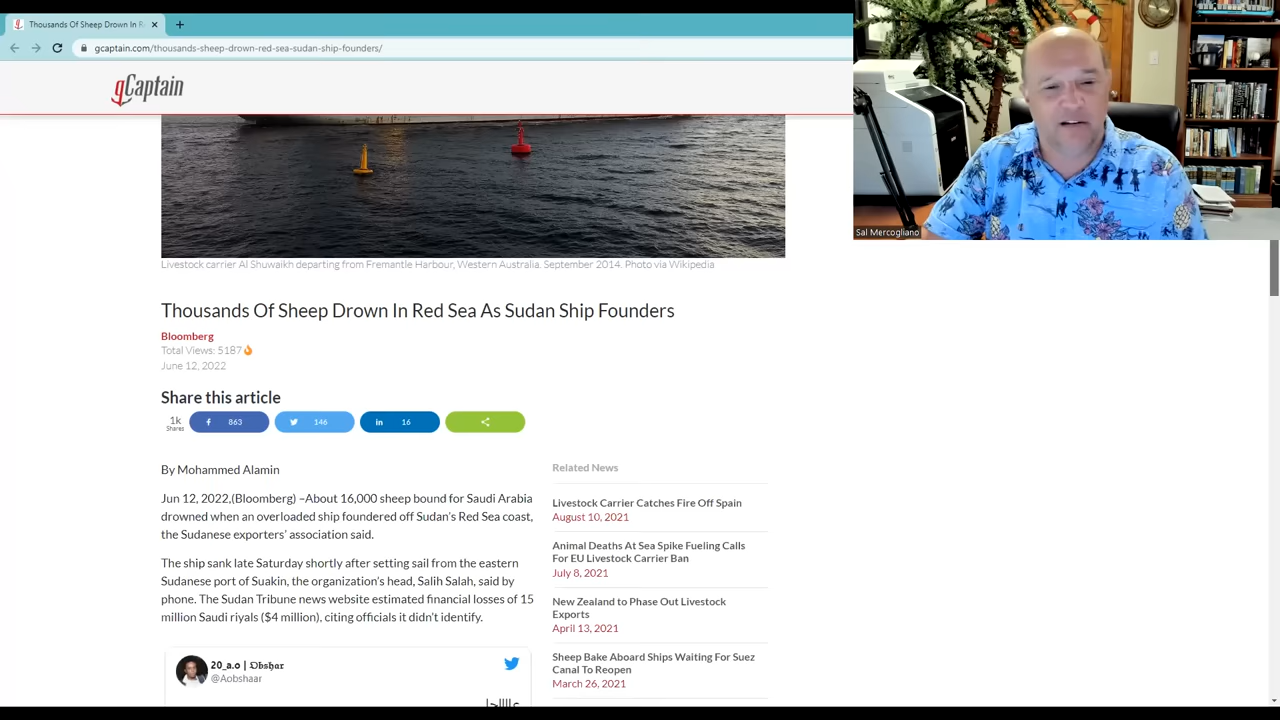 Thousands Of Sheep Drown In R
gcaptain.com/thousands-sheep-drown-red-sea-sudan-ship-founders/
gCaptain
Sal Mercogliano
Livestock carrier Al Shuwaikh departing from Fremantle Harbour, Western Australia. September 2014. Photo via Wikipedia
Thousands Of Sheep Drown In Red Sea As Sudan Ship Founders
Bloomberg
Total Views: 5187
June 12, 2022
Share this article
1k
Shares
863
146
in 16
By Mohammed Alamin
Jun 12, 2022,(Bloomberg) –About 16,000 sheep bound for Saudi Arabia
drowned when an overloaded ship foundered off Sudan's Red Sea coast,
the Sudanese exporters' association said.
The ship sank late Saturday shortly after setting sail from the eastern
Sudanese port of Suakin, the organization's head, Salih Salah, said by
phone. The Sudan Tribune news website estimated financial losses of 15
million Saudi riyals ($4 million), citing officials it didn't identify.
20_a.o | 𝕺bsħar
@Aobshaar
Related News
Livestock Carrier Catches Fire Off Spain
August 10, 2021
Animal Deaths At Sea Spike Fueling Calls
For EU Livestock Carrier Ban
July 8, 2021
New Zealand to Phase Out Livestock
Exports
April 13, 2021
Sheep Bake Aboard Ships Waiting For Suez
Canal To Reopen
March 26, 2021